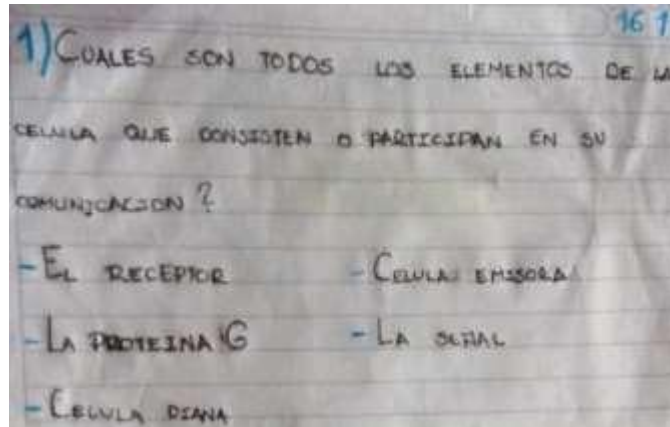 16 1
1) CUALES SON TODOS LOS ELEMENTOS DE LA
CELULA QUE CONSISTEN O PARTICIPAN EN SU
COMUNICACION ?
- EL RECEPTOR - CELULA EMISORA
- LA PROTEINA G - LA SEÑAL
- CELULA DIANA